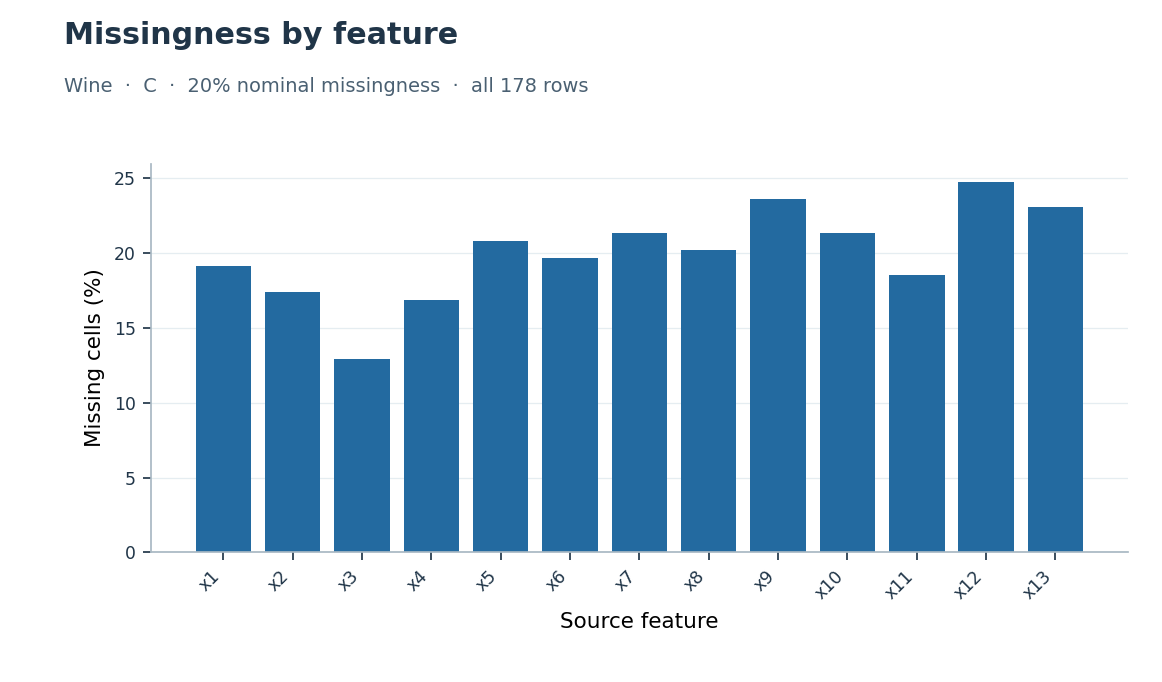 Missingness by feature
Wine · C · 20% nominal missingness · all 178 rows
25
20
15
10
5
0
Missing cells (%)
x1 x2 x3 x4 x5 x6 x7 x8 x9 x10 x11 x12 x13
Source feature